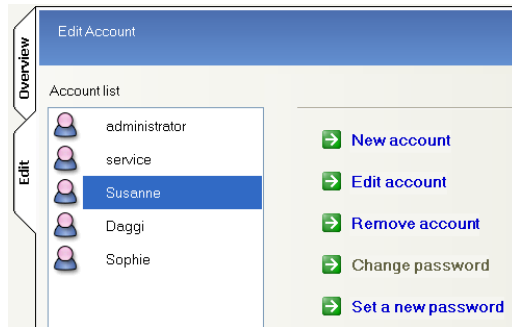 Edit Account
Overview
Edit
Account list
administrator
service
Susanne
Daggi
Sophie
New account
Edit account
Remove account
Change password
Set a new password